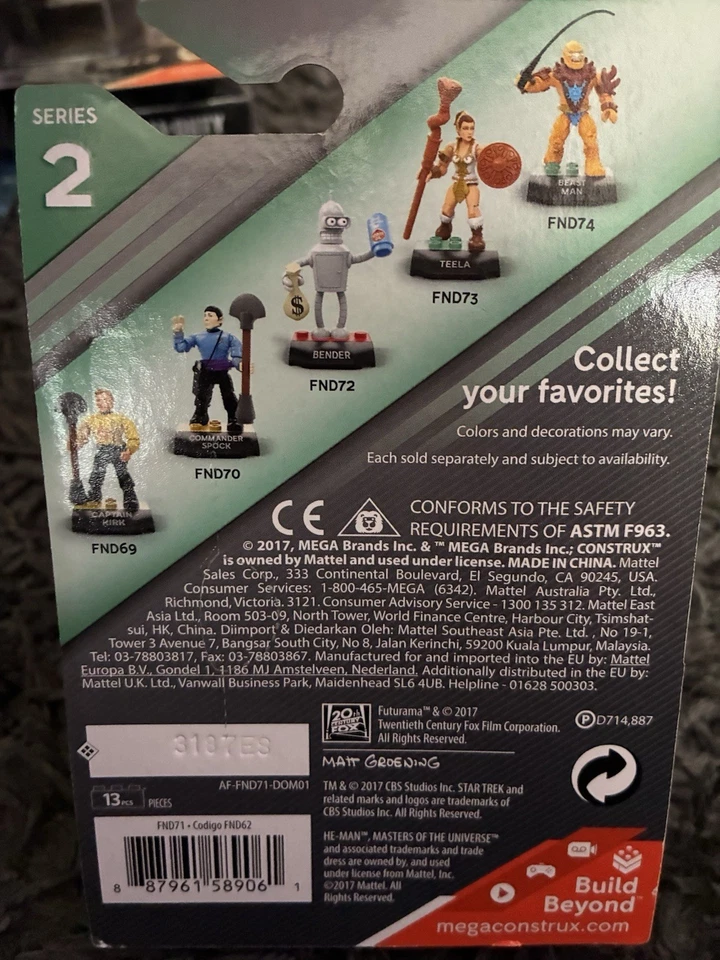 SERIES
2
BEAST
MAN
FND74
TEELA
FND73
BENDER
FND72
COMMANDER
SPOCK
FND70
CAPTAIN
KIRK
FND69
Collect
your favorites!
Colors and decorations may vary.
Each sold separately and subject to availability.
CE
CONFORMS TO THE SAFETY
REQUIREMENTS OF ASTM F963.
© 2017, MEGA Brands Inc. & ™ MEGA Brands Inc.; CONSTRUX™
is owned by Mattel and used under license. MADE IN CHINA. Mattel
Sales Corp., 333 Continental Boulevard, El Segundo, CA 90245, USA.
Consumer Services: 1-800-465-MEGA (6342). Mattel Australia Pty. Ltd.,
Richmond, Victoria. 3121. Consumer Advisory Service - 1300 135 312. Mattel East
Asia Ltd., Room 503-09, North Tower, World Finance Centre, Harbour City, Tsimshat-
sui, HK, China. Diimport & Diedarkan Oleh: Mattel Southeast Asia Pte. Ltd. , No 19-1,
Tower 3 Avenue 7, Bangsar South City, No 8, Jalan Kerinchi, 59200 Kuala Lumpur, Malaysia.
Tel: 03-78803817, Fax: 03-78803867. Manufactured for and imported into the EU by: Mattel
Europa B.V., Gondel 1, 1186 MJ Amstelveen, Nederland. Additionally distributed in the EU by:
Mattel U.K. Ltd., Vanwall Business Park, Maidenhead SL6 4UB. Helpline - 01628 500303.
20th
CENTURY
FOX
Futurama™ & © 2017
Twentieth Century Fox Film Corporation.
All Rights Reserved.
P D714,887
MATT GROENING
3187E9
AF-FND71-DOM01
13 PCS PIECES
TM & © 2017 CBS Studios Inc. STAR TREK and
related marks and logos are trademarks of
CBS Studios Inc. All Rights Reserved.
FND71 • Codigo FND62
8 87961 58906 1
HE-MAN™, MASTERS OF THE UNIVERSE™
and associated trademarks and trade
dress are owned by, and used
under license from Mattel, Inc.
©2017 Mattel. All
Rights Reserved.
Build
Beyond™
megaconstrux.com